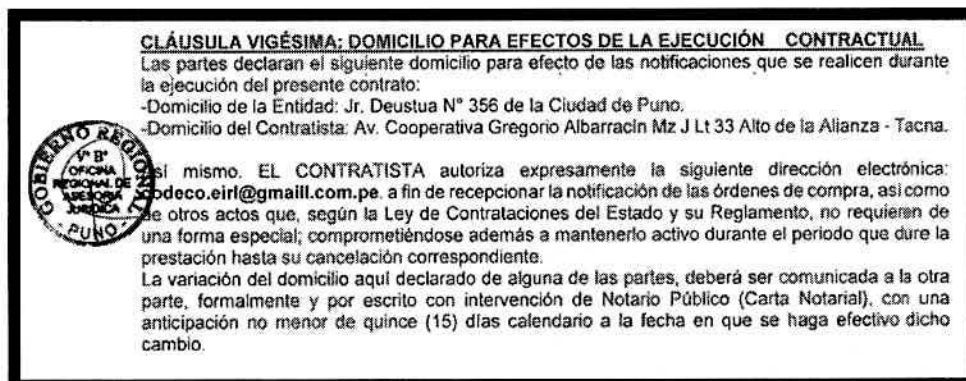 CLÁUSULA VIGÉSIMA: DOMICILIO PARA EFECTOS DE LA EJECUCIÓN CONTRACTUAL
Las partes declaran el siguiente domicilio para efecto de las notificaciones que se realicen durante
la ejecución del presente contrato:
-Domicilio de la Entidad: Jr. Deustua N° 356 de la Ciudad de Puno.
-Domicilio del Contratista: Av. Cooperativa Gregorio Albarracín Mz J Lt 33 Alto de la Alianza - Tacna.
GOBIERNO REGIONAL
V° B°
OFICINA
REGIONAL DE
ASESORIA
JURIDICA
- PUNO -
sí mismo. EL CONTRATISTA autoriza expresamente la siguiente dirección electrónica:
odeco.eirl@gmaill.com.pe, a fin de recepcionar la notificación de las órdenes de compra, así como
de otros actos que, según la Ley de Contrataciones del Estado y su Reglamento, no requieren de
una forma especial; comprometiéndose además a mantenerlo activo durante el periodo que dure la
prestación hasta su cancelación correspondiente.
La variación del domicilio aquí declarado de alguna de las partes, deberá ser comunicada a la otra
parte, formalmente y por escrito con intervención de Notario Público (Carta Notarial), con una
anticipación no menor de quince (15) días calendario a la fecha en que se haga efectivo dicho
cambio.